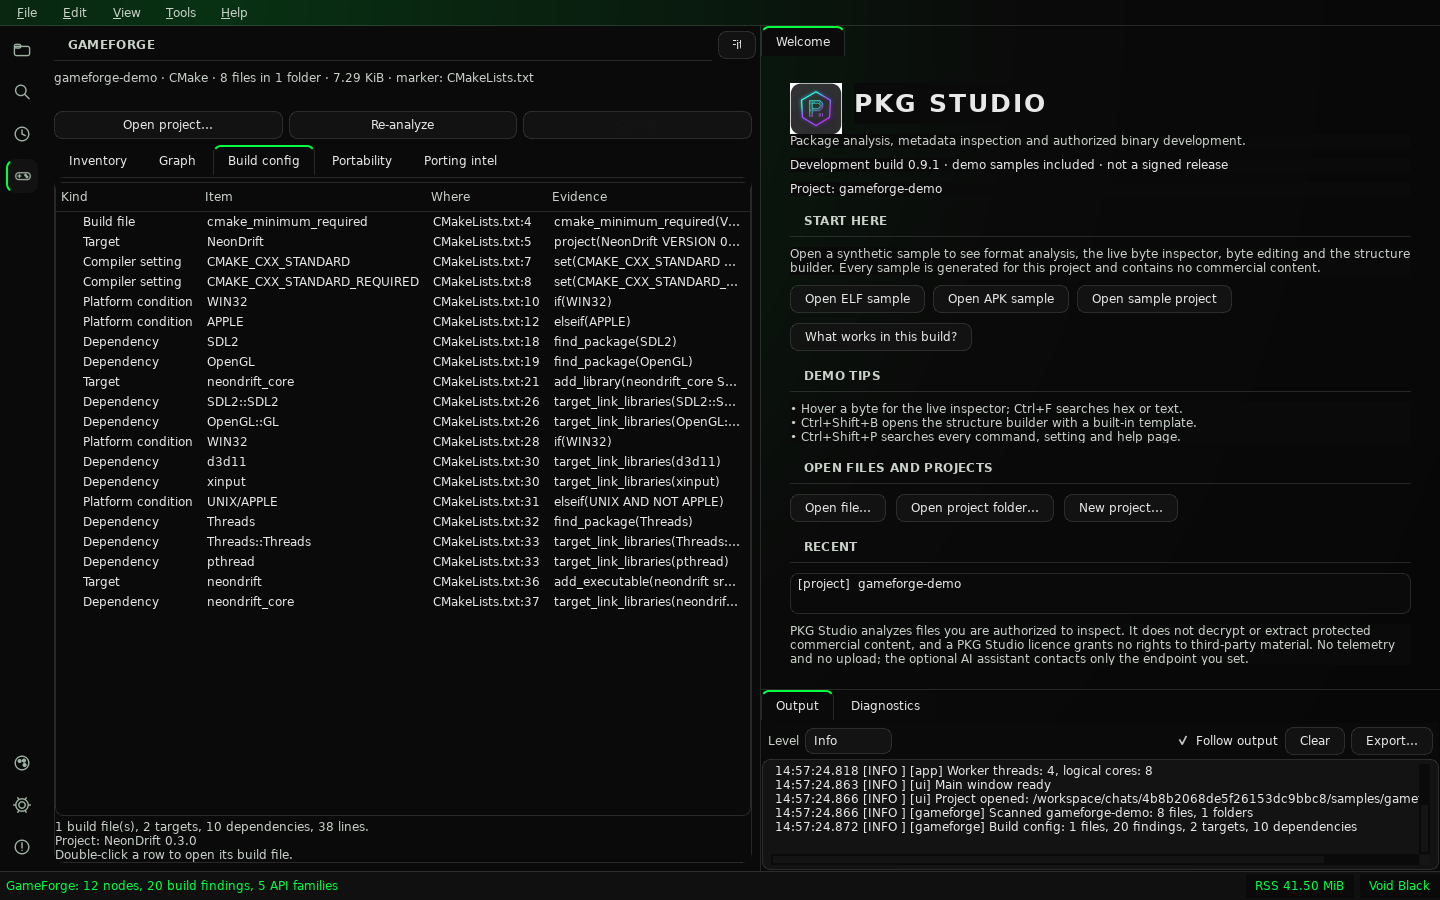 File Edit View Tools Help
GAMEFORGE
gameforge-demo · CMake · 8 files in 1 folder · 7.29 KiB · marker: CMakeLists.txt
Open project... Re-analyze
Inventory Graph Build config Portability Porting intel
Kind Item Where Evidence
Build file cmake_minimum_required CMakeLists.txt:4 cmake_minimum_required(V...
Target NeonDrift CMakeLists.txt:5 project(NeonDrift VERSION 0...
Compiler setting CMAKE_CXX_STANDARD CMakeLists.txt:7 set(CMAKE_CXX_STANDARD ...
Compiler setting CMAKE_CXX_STANDARD_REQUIRED CMakeLists.txt:8 set(CMAKE_CXX_STANDARD_...
Platform condition WIN32 CMakeLists.txt:10 if(WIN32)
Platform condition APPLE CMakeLists.txt:12 elseif(APPLE)
Dependency SDL2 CMakeLists.txt:18 find_package(SDL2)
Dependency OpenGL CMakeLists.txt:19 find_package(OpenGL)
Target neondrift_core CMakeLists.txt:21 add_library(neondrift_core S...
Dependency SDL2::SDL2 CMakeLists.txt:26 target_link_libraries(SDL2::S...
Dependency OpenGL::GL CMakeLists.txt:26 target_link_libraries(OpenGL:...
Platform condition WIN32 CMakeLists.txt:28 if(WIN32)
Dependency d3d11 CMakeLists.txt:30 target_link_libraries(d3d11)
Dependency xinput CMakeLists.txt:30 target_link_libraries(xinput)
Platform condition UNIX/APPLE CMakeLists.txt:31 elseif(UNIX AND NOT APPLE)
Dependency Threads CMakeLists.txt:32 find_package(Threads)
Dependency Threads::Threads CMakeLists.txt:33 target_link_libraries(Threads:...
Dependency pthread CMakeLists.txt:33 target_link_libraries(pthread)
Target neondrift CMakeLists.txt:36 add_executable(neondrift sr...
Dependency neondrift_core CMakeLists.txt:37 target_link_libraries(neondrif...
1 build file(s), 2 targets, 10 dependencies, 38 lines.
Project: NeonDrift 0.3.0
Double-click a row to open its build file.
Welcome
PKG STUDIO
Package analysis, metadata inspection and authorized binary development.
Development build 0.9.1 · demo samples included · not a signed release
Project: gameforge-demo
START HERE
Open a synthetic sample to see format analysis, the live byte inspector, byte editing and the structure
builder. Every sample is generated for this project and contains no commercial content.
Open ELF sample Open APK sample Open sample project
What works in this build?
DEMO TIPS
• Hover a byte for the live inspector; Ctrl+F searches hex or text.
• Ctrl+Shift+B opens the structure builder with a built-in template.
• Ctrl+Shift+P searches every command, setting and help page.
OPEN FILES AND PROJECTS
Open file... Open project folder... New project...
RECENT
[project] gameforge-demo
PKG Studio analyzes files you are authorized to inspect. It does not decrypt or extract protected
commercial content, and a PKG Studio licence grants no rights to third-party material. No telemetry
and no upload; the optional AI assistant contacts only the endpoint you set.
Output Diagnostics
Level Info ✓ Follow output Clear Export...
14:57:24.818 [INFO ] [app] Worker threads: 4, logical cores: 8
14:57:24.863 [INFO ] [ui] Main window ready
14:57:24.866 [INFO ] [ui] Project opened: /workspace/chats/4b8b2068de5f26153dc9bbc8/samples/game
14:57:24.866 [INFO ] [gameforge] Scanned gameforge-demo: 8 files, 1 folders
14:57:24.872 [INFO ] [gameforge] Build config: 1 files, 20 findings, 2 targets, 10 dependencies
GameForge: 12 nodes, 20 build findings, 5 API families
RSS 41.50 MiB Void Black